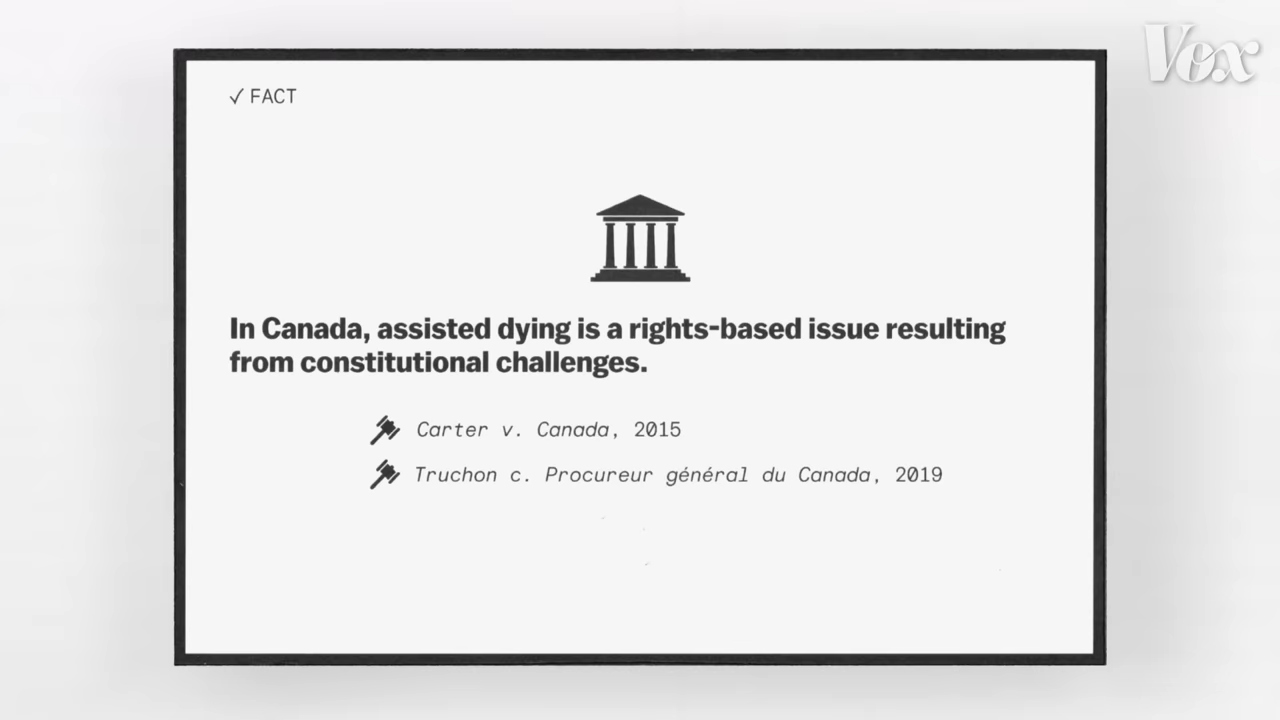 Vox
✓ FACT
In Canada, assisted dying is a rights-based issue resulting
from constitutional challenges.
Carter v. Canada, 2015
Truchon c. Procureur général du Canada, 2019